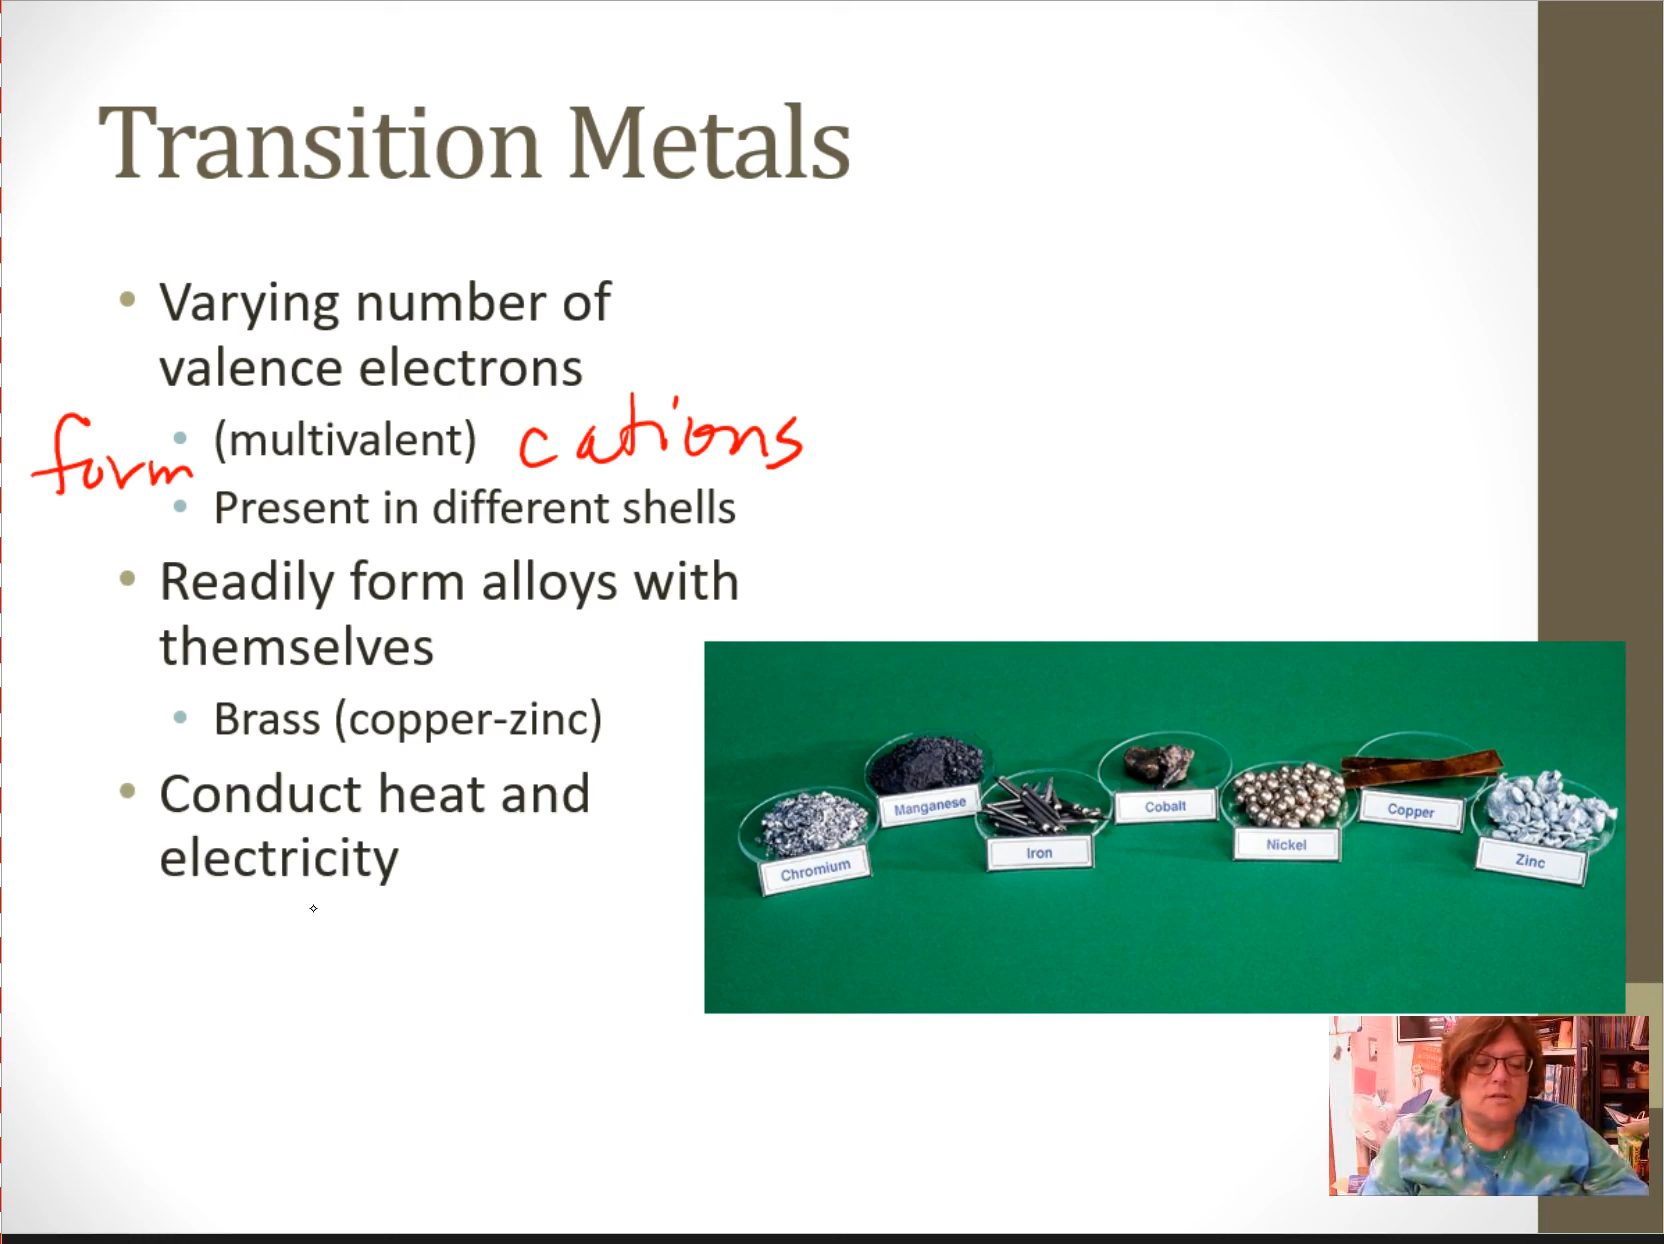 Transition Metals
• Varying number of
valence electrons
form • (multivalent) cations
• Present in different shells
• Readily form alloys with
themselves
• Brass (copper-zinc)
• Conduct heat and
electricity
Manganese
Cobalt
Copper
Chromium
Iron
Nickel
Zinc